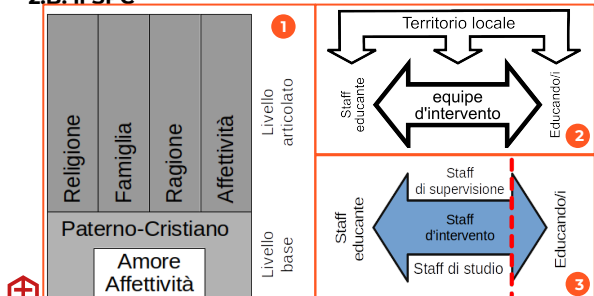 1
Religione
Famiglia
Ragione
Affettività
Livello
articolato
Paterno-Cristiano
Amore
Affettività
Livello
base
Territorio locale
Staff
educante
equipe
d'intervento
Educando/i
2
Staff
di supervisione
Staff
educante
Staff
d'intervento
Educando/i
Staff di studio
3